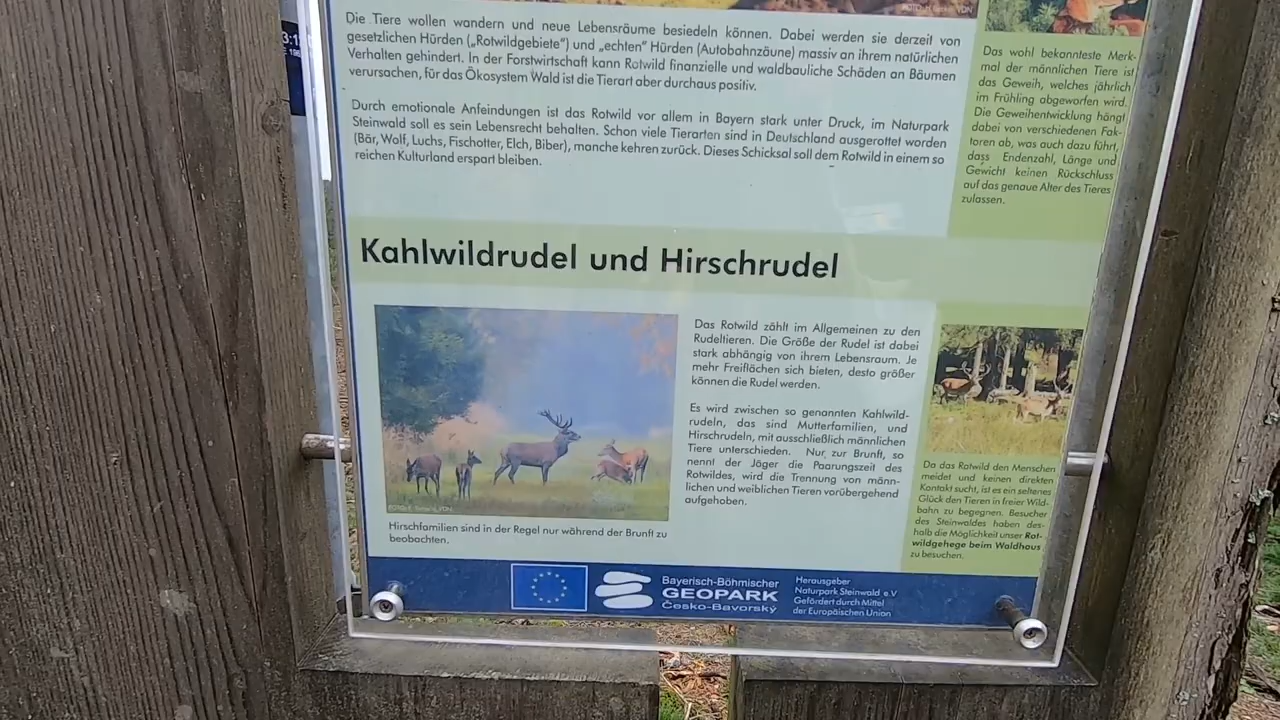 FOTO: H.
VDN
Die Tiere wollen wandern und neue Lebensräume besiedeln können. Dabei werden sie derzeit von
gesetzlichen Hürden („Rotwildgebiete“) und „echten“ Hürden (Autobahnzäune) massiv an ihrem natürlichen
Verhalten gehindert. In der Forstwirtschaft kann Rotwild finanzielle und waldbauliche Schäden an Bäumen
verursachen, für das Ökosystem Wald ist die Tierart aber durchaus positiv.
Durch emotionale Anfeindungen ist das Rotwild vor allem in Bayern stark unter Druck, im Naturpark
Steinwald soll es sein Lebensrecht behalten. Schon viele Tierarten sind in Deutschland ausgerottet worden
(Bär, Wolf, Luchs, Fischotter, Elch, Biber), manche kehren zurück. Dieses Schicksal soll dem Rotwild in einem so
reichen Kulturland erspart bleiben.
Das wohl bekannteste Merk-
mal der männlichen Tiere ist
das Geweih, welches jährlich
im Frühling abgeworfen wird.
Die Geweihentwicklung hängt
dabei von verschiedenen Fak-
toren ab, was auch dazu führt,
dass Endenzahl, Länge und
Gewicht keinen Rückschluss
auf das genaue Alter des Tieres
zulassen.
Kahlwildrudel und Hirschrudel
VDN
Hirschfamilien sind in der Regel nur während der Brunft zu
beobachten.
Das Rotwild zählt im Allgemeinen zu den
Rudeltieren. Die Größe der Rudel ist dabei
stark abhängig von ihrem Lebensraum. Je
mehr Freiflächen sich bieten, desto größer
können die Rudel werden.
Es wird zwischen so genannten Kahlwild-
rudeln, das sind Mutterfamilien, und
Hirschrudeln, mit ausschließlich männlichen
Tiere unterschieden. Nur zur Brunft, so
nennt der Jäger die Paarungszeit des
Rotwildes, wird die Trennung von männ-
lichen und weiblichen Tieren vorübergehend
aufgehoben.
Da das Rotwild den Menschen
meidet und keinen direkten
Kontakt sucht, ist es ein seltenes
Glück den Tieren in freier Wild-
bahn zu begegnen. Besucher
des Steinwaldes haben des-
halb die Möglichkeit unser Rot-
wildgehege beim Waldhaus
zu besuchen.
Bayerisch-Böhmischer
GEOPARK
Česko-Bavorský
Herausgeber
Naturpark Steinwald e.V
Gefördert durch Mittel
der Europäischen Union